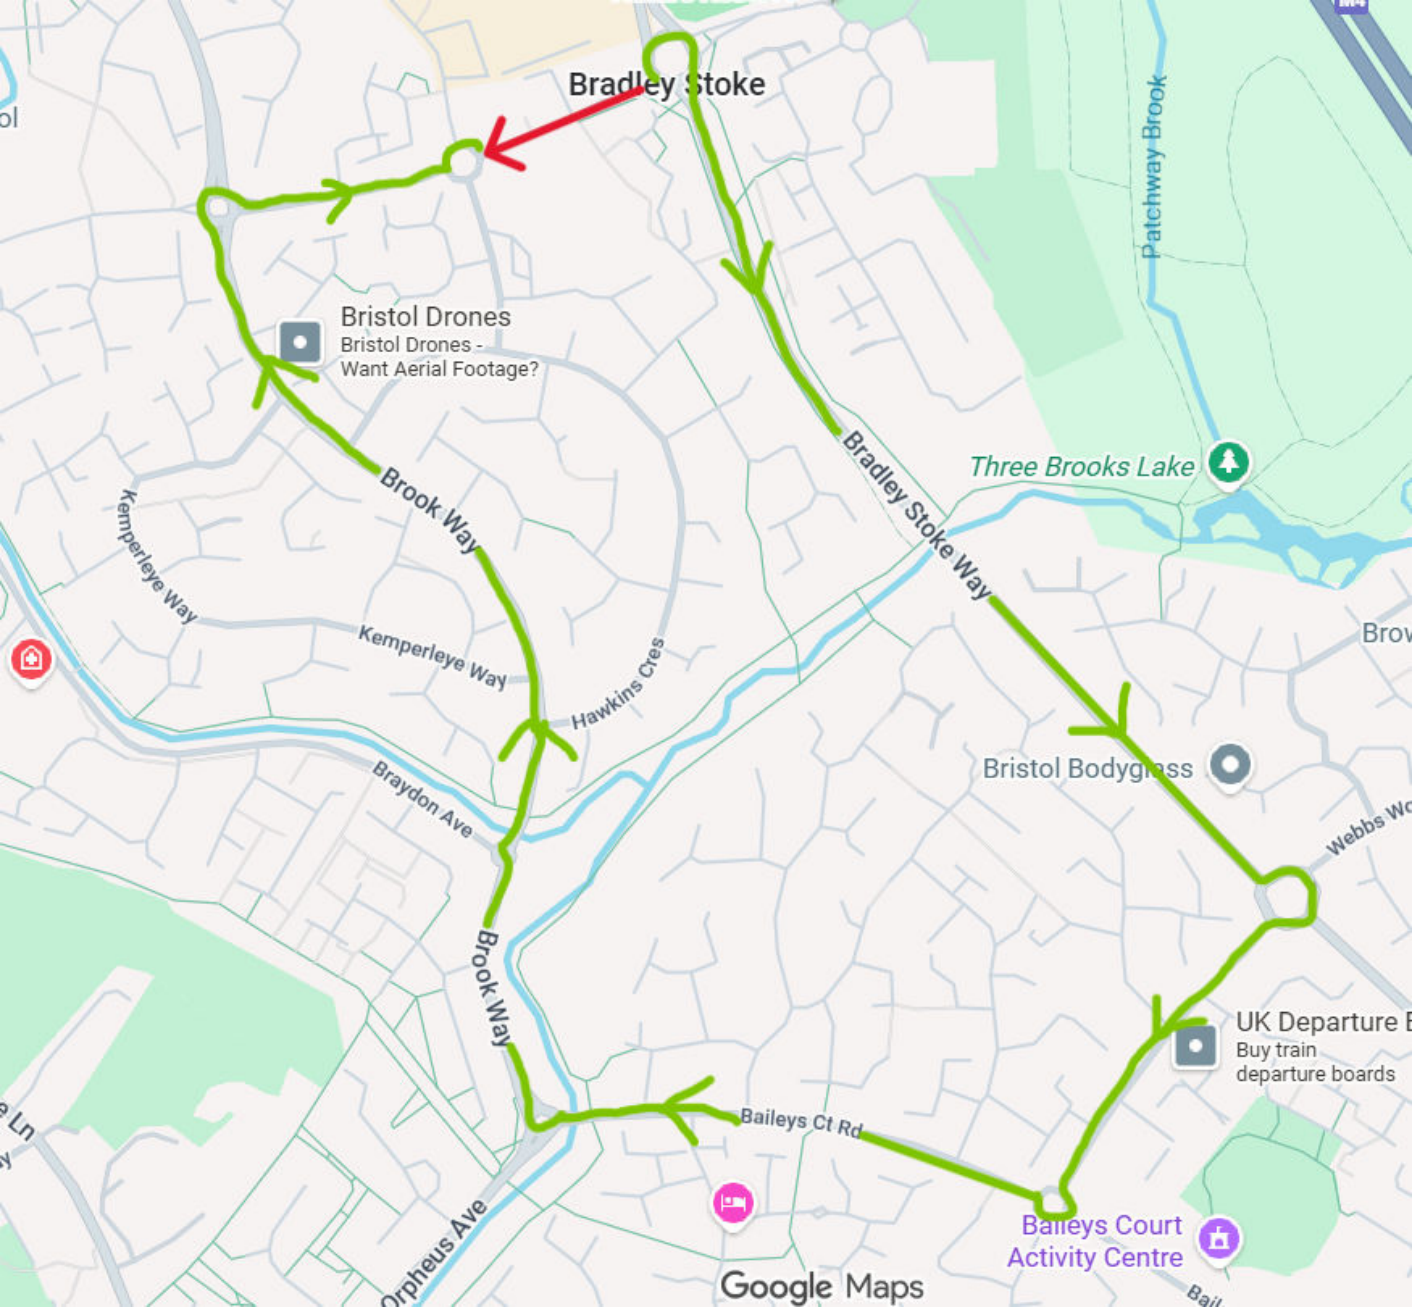 M4
Bradley Stoke
Patchway Brook
Bristol Drones
Bristol Drones -
Want Aerial Footage?
Three Brooks Lake
Bradley Stoke Way
Brook Way
Kemperleye Way
Kemperleye Way
Hawkins Cres
Bristol Bodyglass
Braydon Ave
Brook Way
UK Departure
Buy train
departure boards
Baileys Ct Rd
Baileys Court
Activity Centre
Orpheus Ave
Google Maps